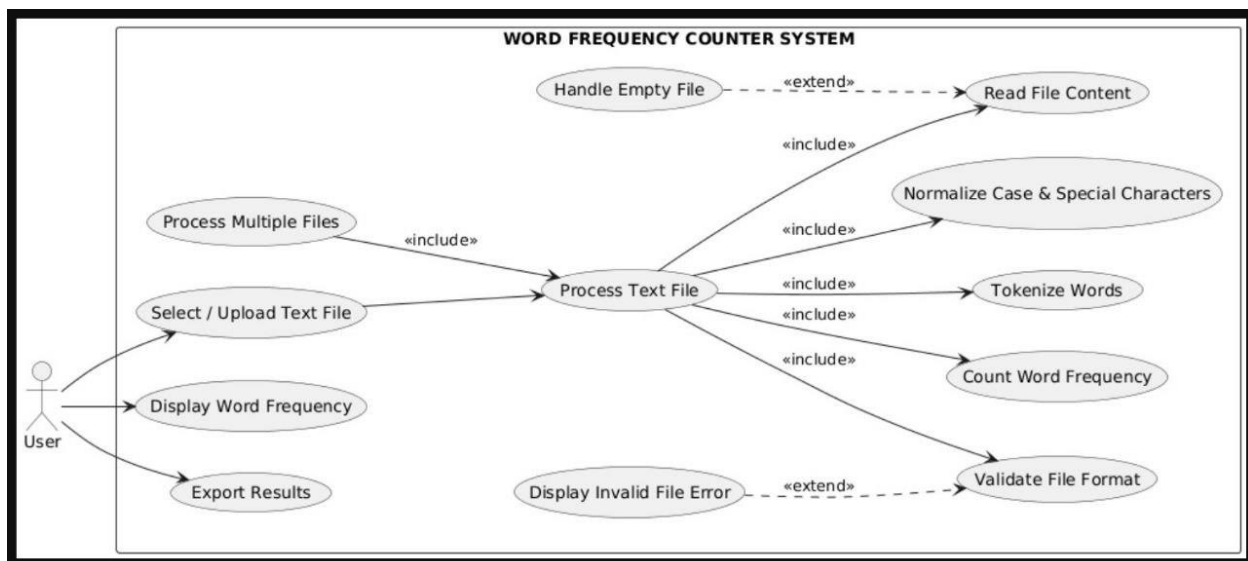 WORD FREQUENCY COUNTER SYSTEM
Handle Empty File
«extend»
Read File Content
«include»
Normalize Case & Special Characters
Process Multiple Files
«include»
«include»
Process Text File
«include»
Tokenize Words
Select / Upload Text File
«include»
Count Word Frequency
«include»
Display Word Frequency
User
Validate File Format
Export Results
Display Invalid File Error
«extend»